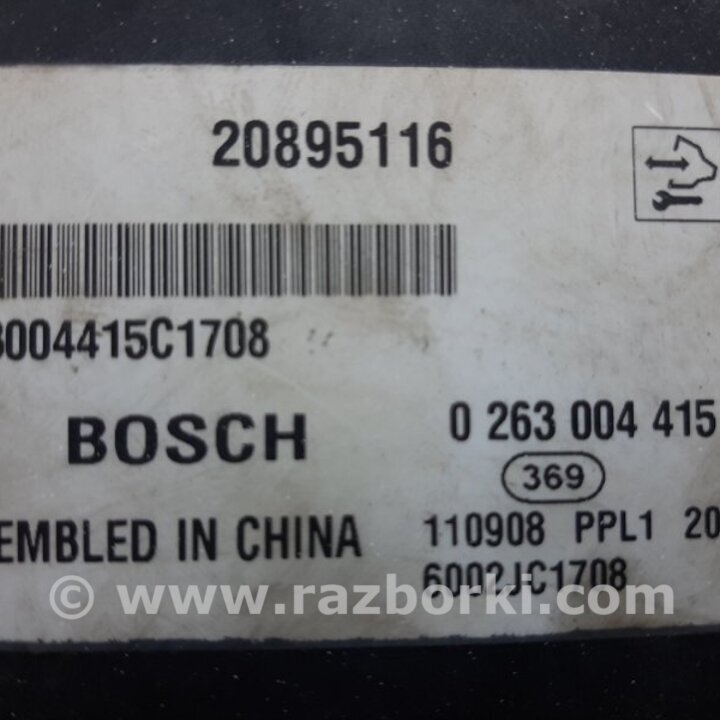 20895116
3004415C1708
BOSCH
0 263 004 415
369
EMBLED IN CHINA
110908 PPL1 20
6002JC1708
© www.razborki.com